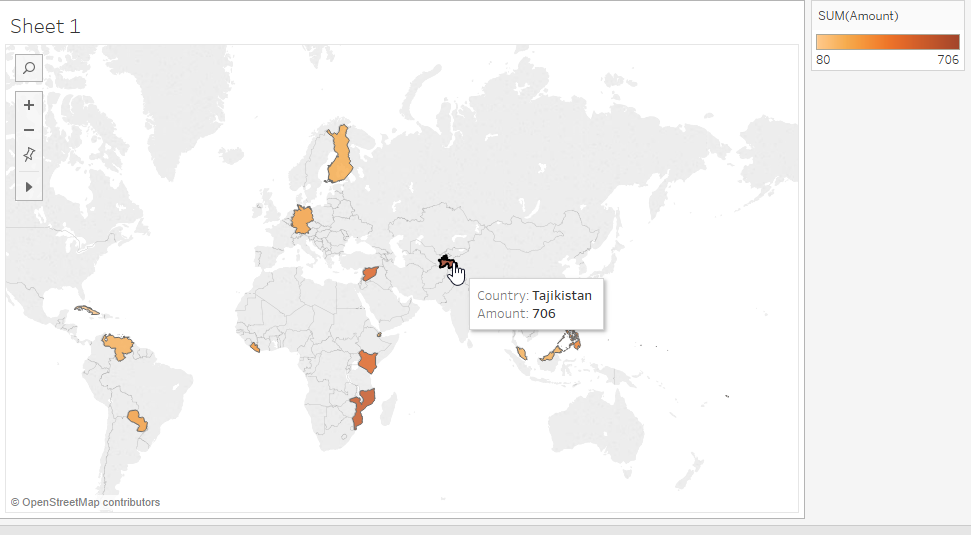 Sheet 1
SUM(Amount)
80 706
Country: Tajikistan
Amount: 706
© OpenStreetMap contributors